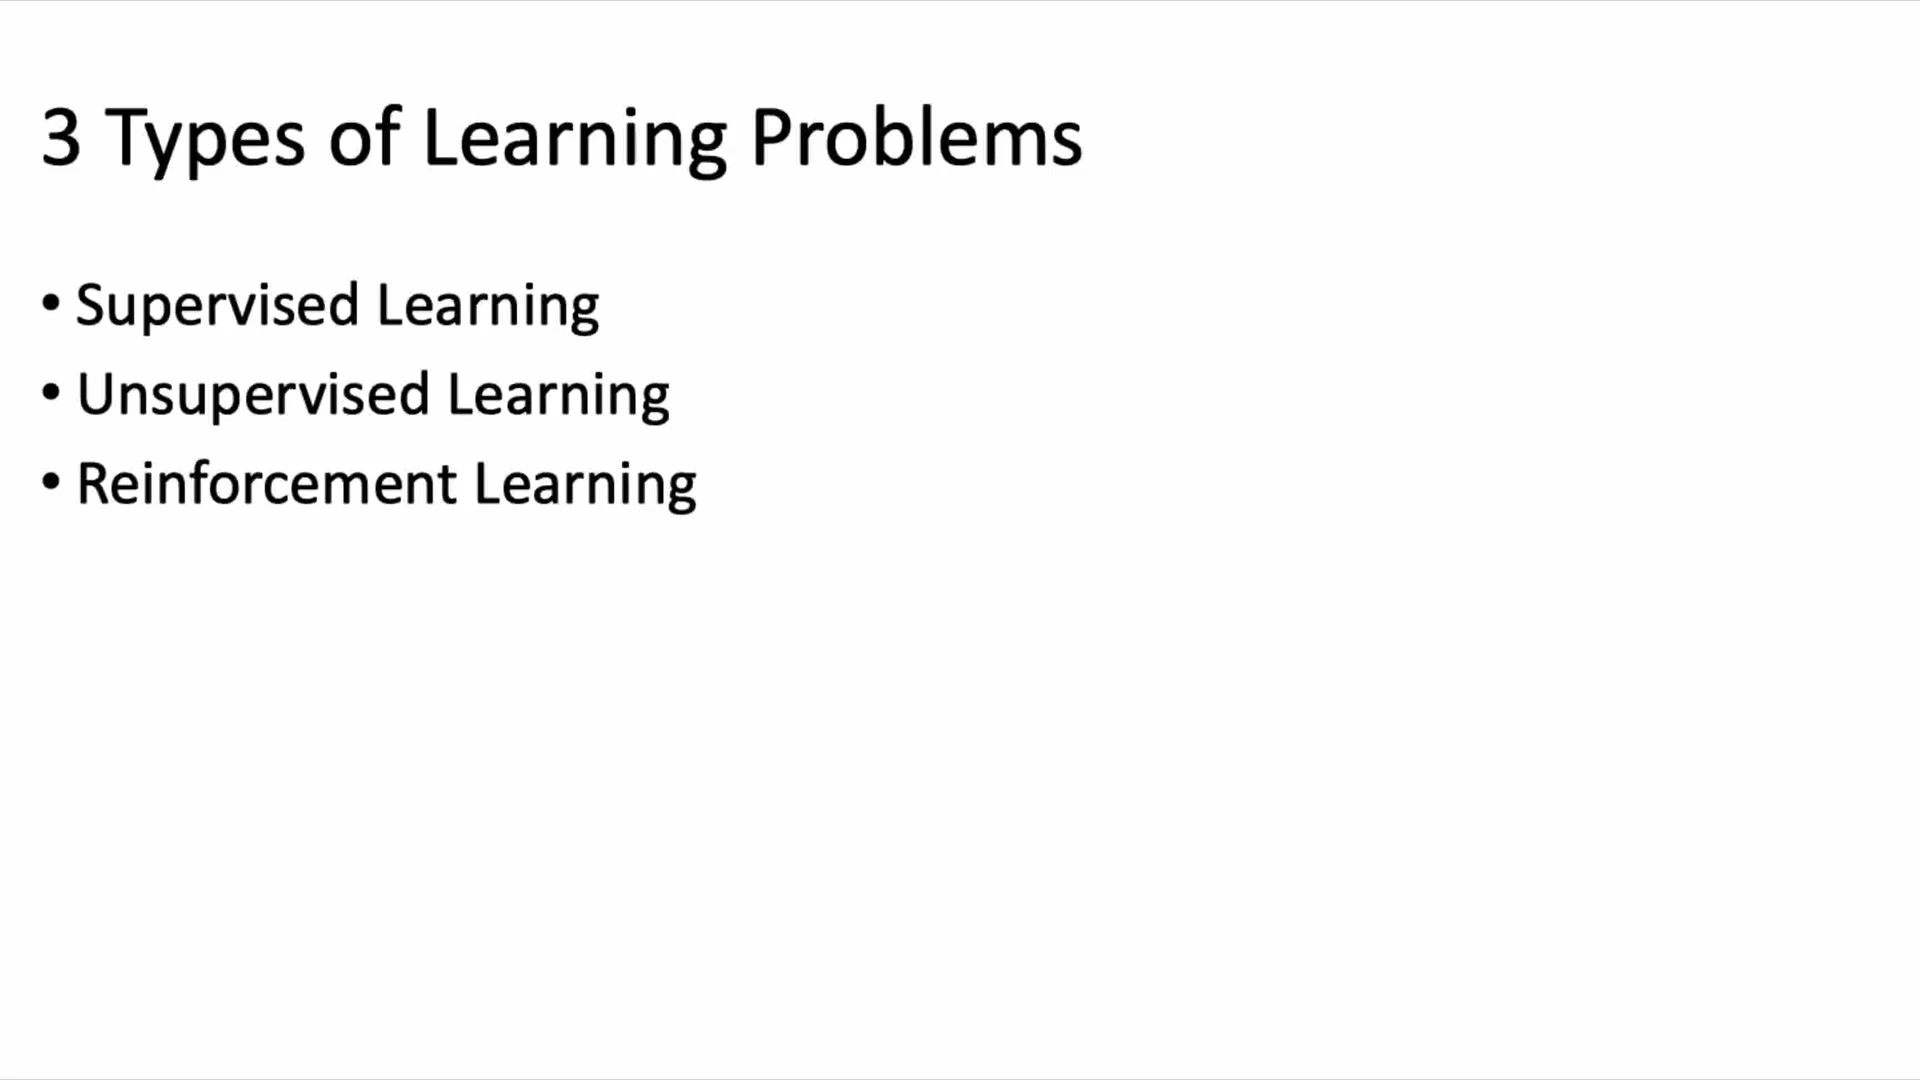 3 Types of Learning Problems
• Supervised Learning
• Unsupervised Learning
• Reinforcement Learning